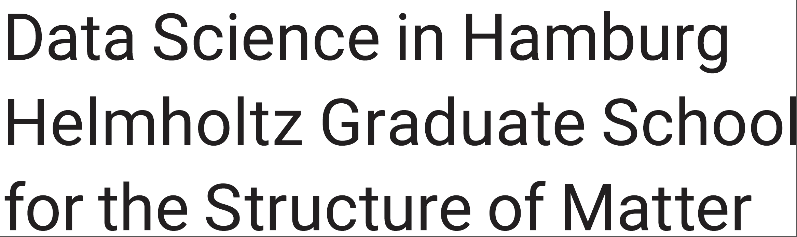 Data Science in Hamburg
Helmholtz Graduate School
for the Structure of Matter